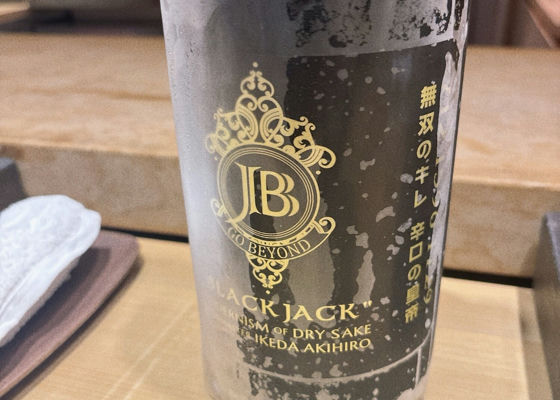 JB
GO BEYOND
BLACK JACK"
OF DRY SAKE
IKEDA AKIHIRO
無双のキレ 辛口の皇帝